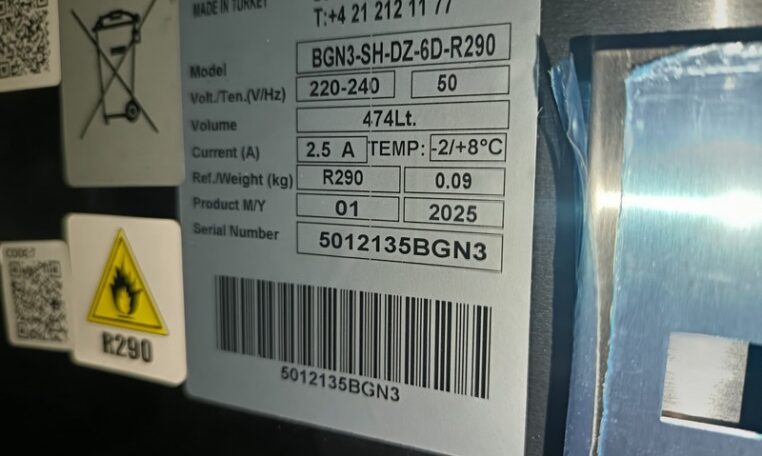 MADE IN TURKEY
T:+4 21 212 11 77
Model BGN3-SH-DZ-6D-R290
Volt./Ten.(V/Hz) 220-240 50
Volume 474Lt.
Current (A) 2.5 A TEMP: -2/+8°C
Ref./Weight (kg) R290 0.09
Product M/Y 01 2025
Serial Number 5012135BGN3
5012135BGN3
R290